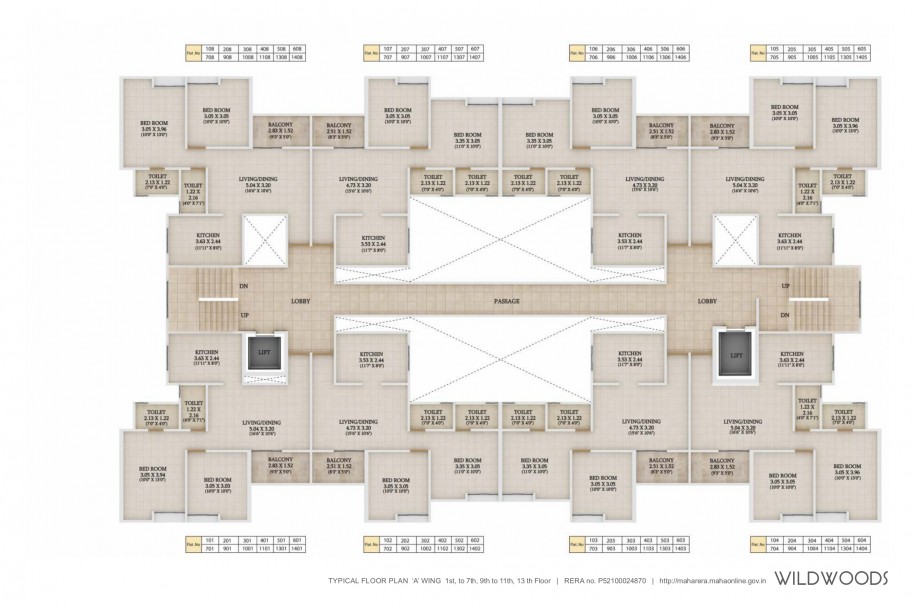 Flat. No 108 208 308 408 508 608
708 908 1008 1108 1308 1408
Flat. No 107 207 307 407 507 607
707 907 1007 1107 1307 1407
Flat. No 106 206 306 406 506 606
706 906 1006 1106 1306 1406
Flat. No 105 205 305 405 505 605
705 905 1005 1105 1305 1405
BED ROOM
3.05 X 3.96
(10'0" X 13'0")
BED ROOM
3.05 X 3.05
(10'0" X 10'0")
BALCONY
2.83 X 1.52
(9'3" X 5'0")
BALCONY
2.51 X 1.52
(8'3" X 5'0")
BED ROOM
3.05 X 3.05
(10'0" X 10'0")
BED ROOM
3.35 X 3.05
(11'0" X 10'0")
BED ROOM
3.35 X 3.05
(11'0" X 10'0")
BED ROOM
3.05 X 3.05
(10'0" X 10'0")
BALCONY
2.51 X 1.52
(8'3" X 5'0")
BALCONY
2.83 X 1.52
(9'3" X 5'0")
BED ROOM
3.05 X 3.05
(10'0" X 10'0")
BED ROOM
3.05 X 3.96
(10'0" X 13'0")
TOILET
2.13 X 1.22
(7'0" X 4'0")
TOILET
1.22 X
2.16
(4'0" X 7'1")
LIVING/DINING
5.04 X 3.20
(16'6" X 10'6")
LIVING/DINING
4.73 X 3.20
(15'6" X 10'6")
TOILET
2.13 X 1.22
(7'0" X 4'0")
TOILET
2.13 X 1.22
(7'0" X 4'0")
TOILET
2.13 X 1.22
(7'0" X 4'0")
TOILET
2.13 X 1.22
(7'0" X 4'0")
LIVING/DINING
4.73 X 3.20
(15'6" X 10'6")
LIVING/DINING
5.04 X 3.20
(16'6" X 10'6")
TOILET
1.22 X
2.16
(4'0" X 7'1")
TOILET
2.13 X 1.22
(7'0" X 4'0")
KITCHEN
3.63 X 2.44
(11'11" X 8'0")
KITCHEN
3.53 X 2.44
(11'7" X 8'0")
KITCHEN
3.53 X 2.44
(11'7" X 8'0")
KITCHEN
3.63 X 2.44
(11'11" X 8'0")
DN
UP
LOBBY
PASSAGE
LOBBY
UP
DN
KITCHEN
3.63 X 2.44
(11'11" X 8'0")
LIFT
KITCHEN
3.53 X 2.44
(11'7" X 8'0")
KITCHEN
3.53 X 2.44
(11'7" X 8'0")
LIFT
KITCHEN
3.63 X 2.44
(11'11" X 8'0")
TOILET
2.13 X 1.22
(7'0" X 4'0")
TOILET
1.22 X
2.16
(4'0" X 7'1")
LIVING/DINING
5.04 X 3.20
(16'6" X 10'6")
LIVING/DINING
4.73 X 3.20
(15'6" X 10'6")
TOILET
2.13 X 1.22
(7'0" X 4'0")
TOILET
2.13 X 1.22
(7'0" X 4'0")
TOILET
2.13 X 1.22
(7'0" X 4'0")
TOILET
2.13 X 1.22
(7'0" X 4'0")
LIVING/DINING
4.73 X 3.20
(15'6" X 10'6")
LIVING/DINING
5.04 X 3.20
(16'6" X 10'6")
TOILET
1.22 X
2.16
(4'0" X 7'1")
TOILET
2.13 X 1.22
(7'0" X 4'0")
BED ROOM
3.05 X 3.94
(10'0" X 13'0")
BED ROOM
3.05 X 3.03
(10'0" X 10'0")
BALCONY
2.83 X 1.52
(9'3" X 5'0")
BALCONY
2.51 X 1.52
(8'3" X 5'0")
BED ROOM
3.05 X 3.05
(10'0" X 10'0")
BED ROOM
3.35 X 3.05
(11'0" X 10'0")
BED ROOM
3.35 X 3.05
(11'0" X 10'0")
BED ROOM
3.05 X 3.05
(10'0" X 10'0")
BALCONY
2.51 X 1.52
(8'3" X 5'0")
BALCONY
2.83 X 1.52
(9'3" X 5'0")
BED ROOM
3.05 X 3.05
(10'0" X 10'0")
BED ROOM
3.05 X 3.96
(10'0" X 13'0")
Flat. No 101 201 301 401 501 601
701 901 1001 1101 1301 1401
Flat. No 102 202 302 402 502 602
702 902 1002 1102 1302 1402
Flat. No 103 203 303 403 503 603
703 903 1003 1103 1303 1403
Flat. No 104 204 304 404 504 604
704 904 1004 1104 1304 1404
TYPICAL FLOOR PLAN 'A' WING 1st, to 7th, 9th to 11th, 13 th Floor | RERA no. P52100024870 | http://maharera.mahaonline.gov.in WILDWOODS